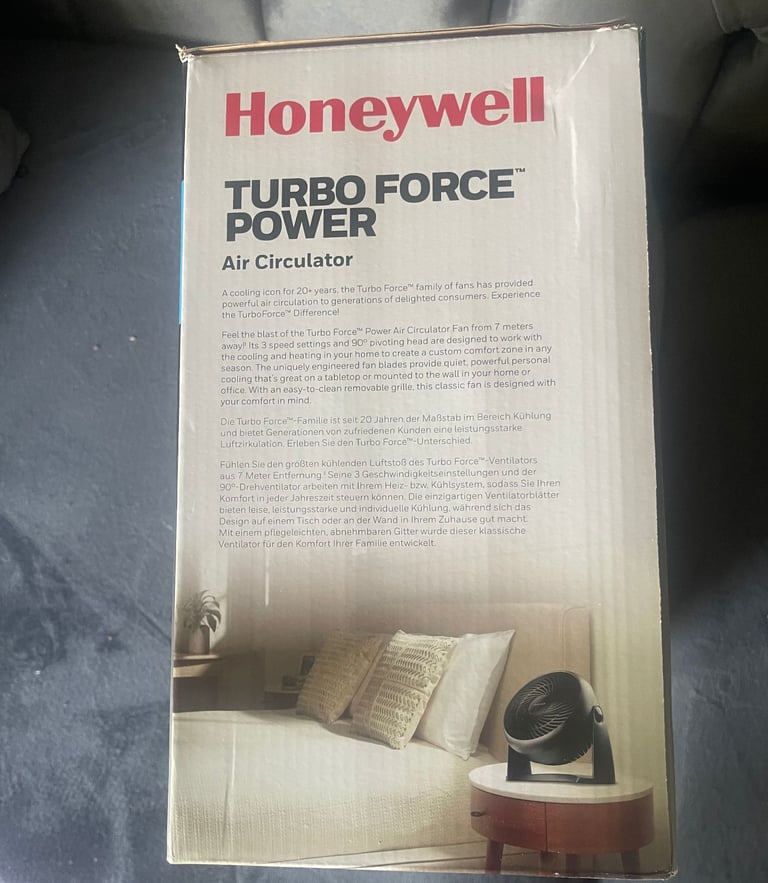 Honeywell
TURBO FORCE™
POWER
Air Circulator
A cooling icon for 20+ years, the Turbo Force™ family of fans has provided
powerful air circulation to generations of delighted consumers. Experience
the TurboForce™ Difference!
Feel the blast of the Turbo Force™ Power Air Circulator Fan from 7 meters
away!¹ Its 3 speed settings and 90º pivoting head are designed to work with
the cooling and heating in your home to create a custom comfort zone in any
season. The uniquely engineered fan blades provide quiet, powerful personal
cooling that's great on a tabletop or mounted to the wall in your home or
office. With an easy-to-clean removable grille, this classic fan is designed with
your comfort in mind.
Die Turbo Force™-Familie ist seit 20 Jahren der Maßstab im Bereich Kühlung
und bietet Generationen von zufriedenen Kunden eine leistungsstarke
Luftzirkulation. Erleben Sie den Turbo Force™-Unterschied.
Fühlen Sie den größten kühlenden Luftstoß des Turbo Force™-Ventilators
aus 7 Meter Entfernung.¹ Seine 3 Geschwindigkeitseinstellungen und der
90º-Drehventilator arbeiten mit Ihrem Heiz- bzw. Kühlsystem, sodass Sie Ihren
Komfort in jeder Jahreszeit steuern können. Die einzigartigen Ventilatorblätter
bieten leise, leistungsstarke und individuelle Kühlung, während sich das
Design auf einem Tisch oder an der Wand in Ihrem Zuhause gut macht.
Mit einem pflegeleichten, abnehmbaren Gitter wurde dieser klassische
Ventilator für den Komfort Ihrer Familie entwickelt.